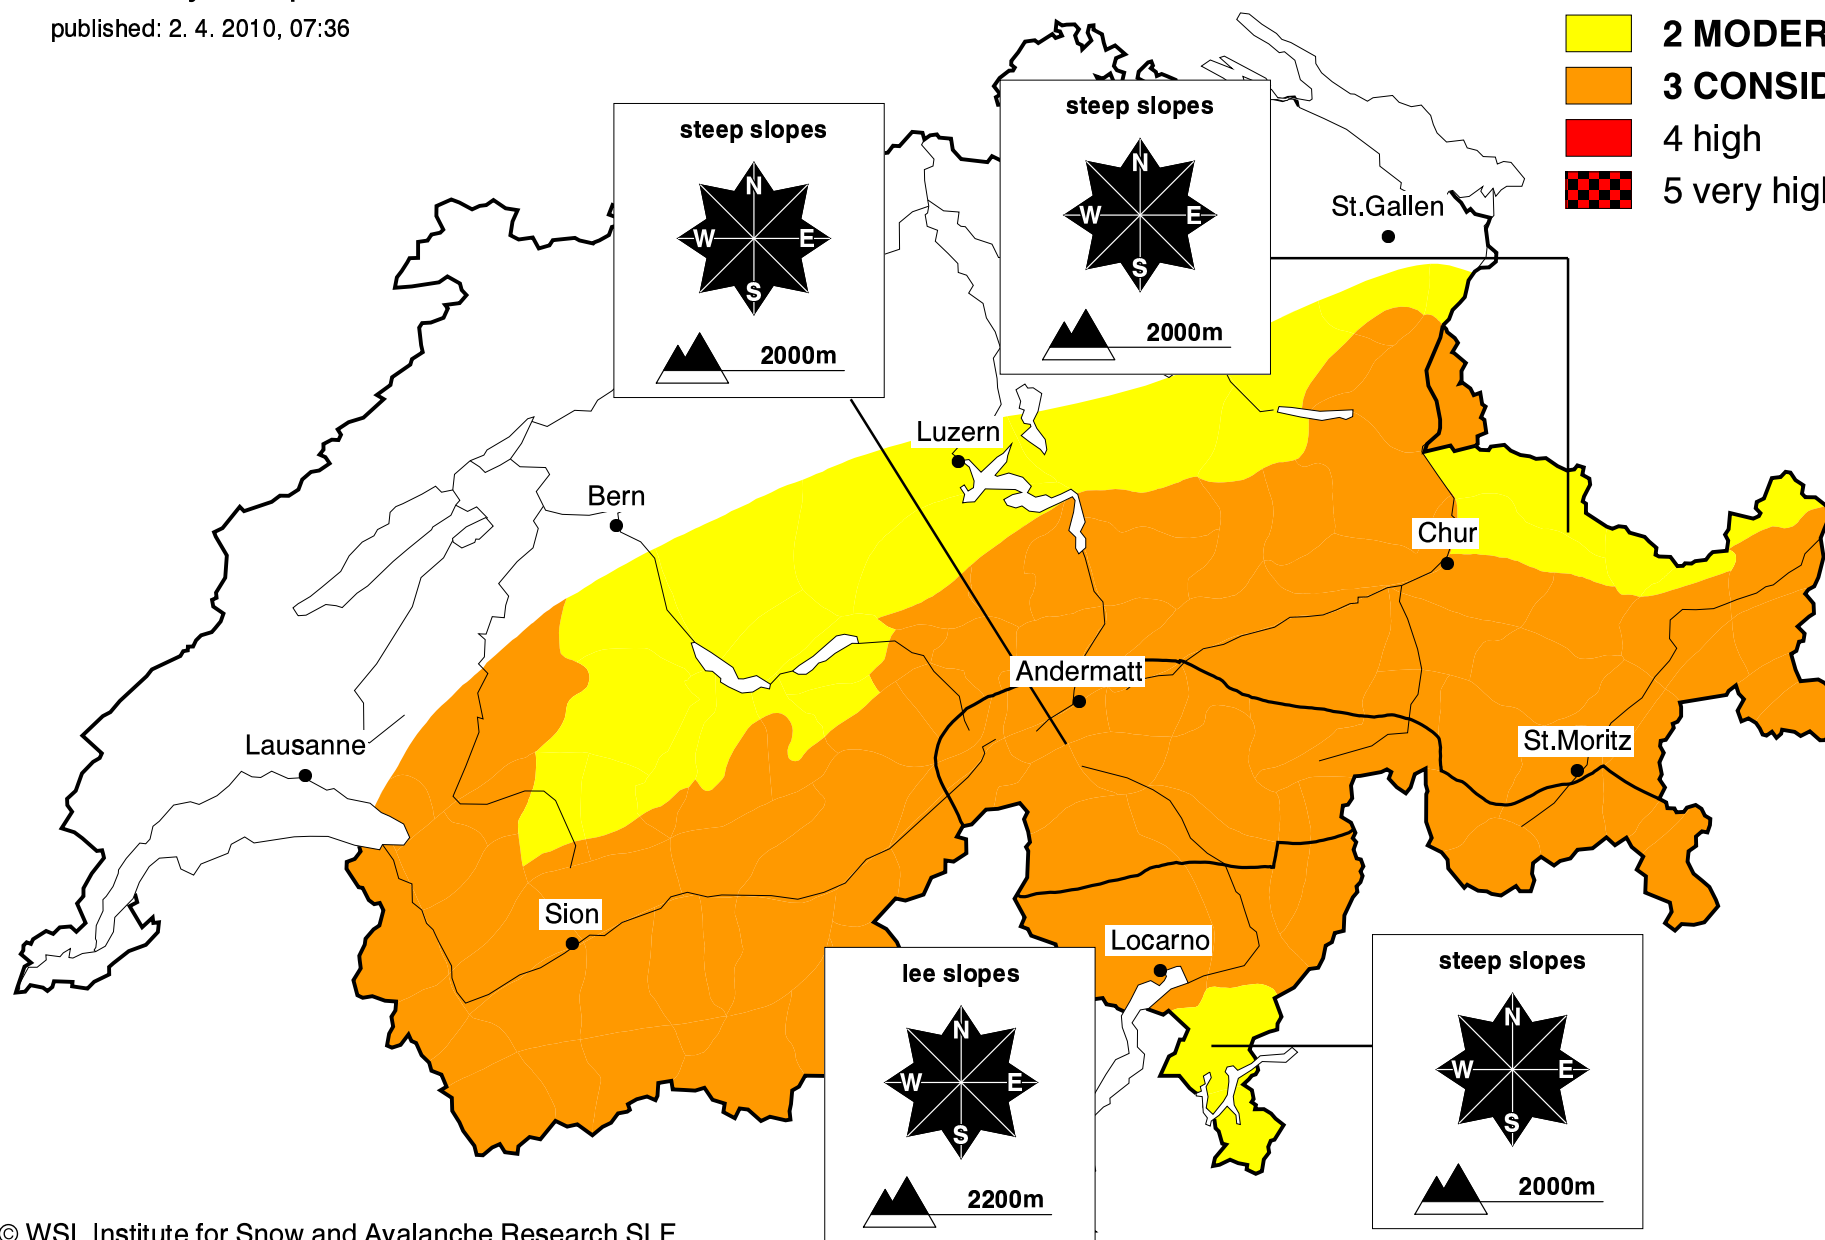 published: 2. 4. 2010, 07:36
2 MODER
3 CONSID
4 high
5 very high
steep slopes
N
W E
S
2000m
steep slopes
N
W E
S
2000m
St.Gallen
Luzern
Bern
Chur
Andermatt
Lausanne
St.Moritz
Sion
Locarno
lee slopes
N
W E
S
2200m
steep slopes
N
W E
S
2000m
© WSL Institute for Snow and Avalanche Research SLF